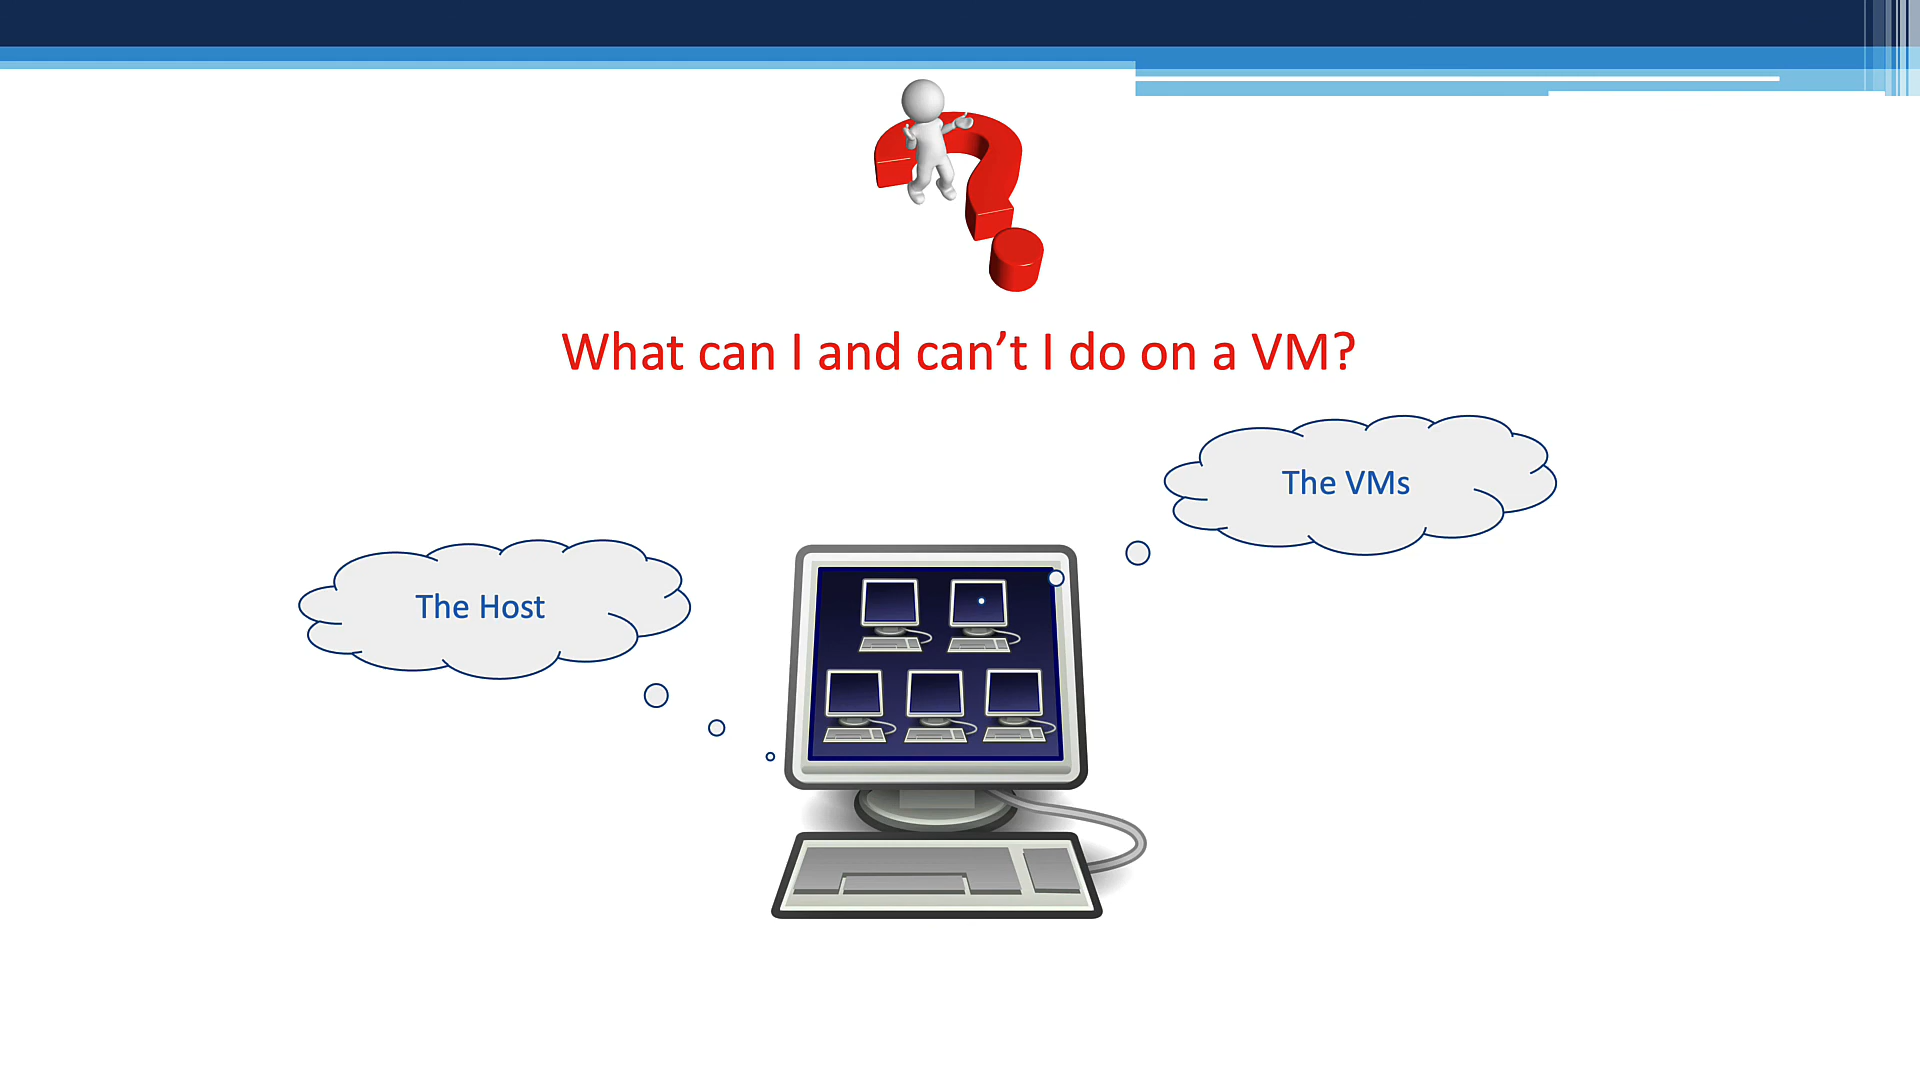 What can I and can’t I do on a VM?
The VMs
The Host